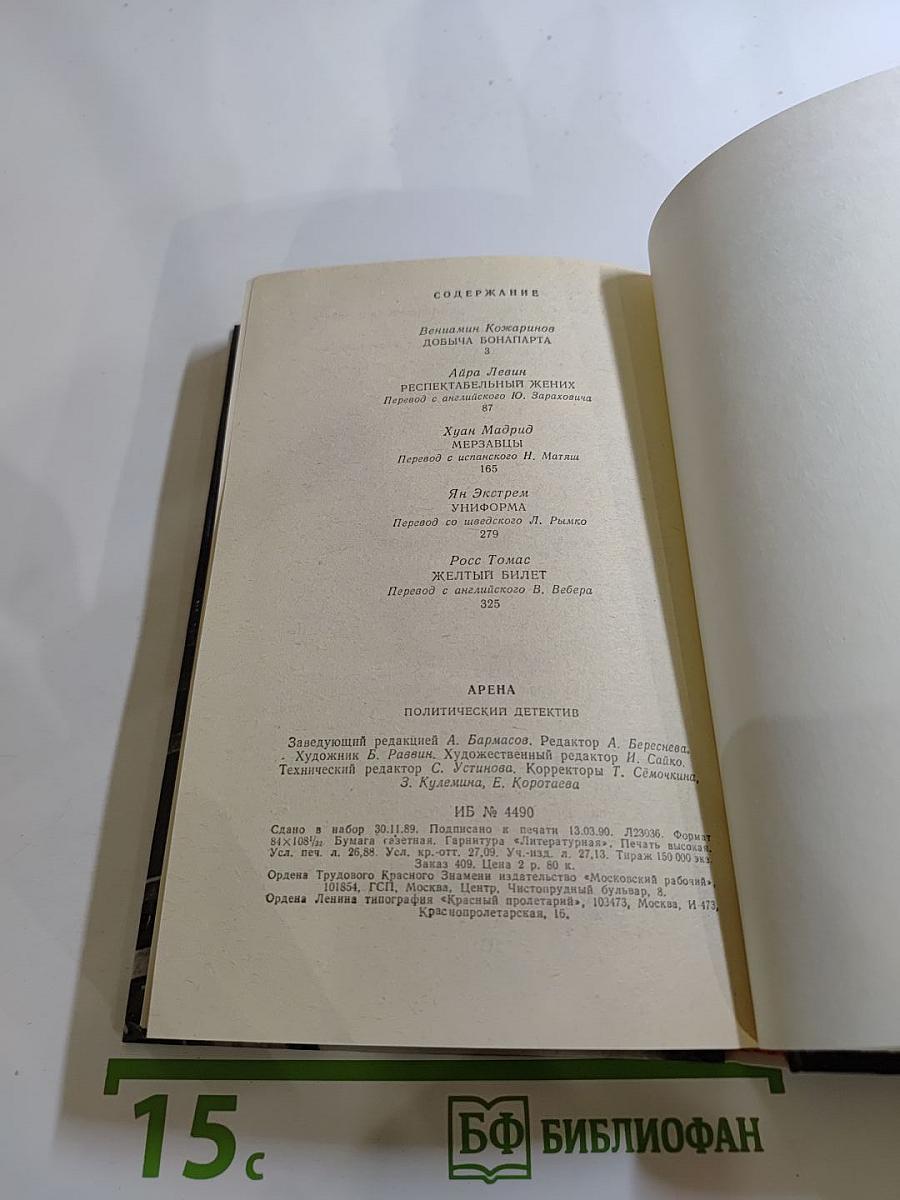 СОДЕРЖАНИЕ
Вениамин Кожаринов
ДОБЫЧА БОНАПАРТА
3
Айра Левин
РЕСПЕКТАБЕЛЬНЫЙ ЖЕНИХ
Перевод с английского Ю. Зараховича
87
Хуан Мадрид
МЕРЗАВЦЫ
Перевод с испанского Н. Матяш
165
Ян Экстрем
УНИФОРМА
Перевод со шведского Л. Рымко
279
Росс Томас
ЖЕЛТЫЙ БИЛЕТ
Перевод с английского В. Вебера
325
АРЕНА
ПОЛИТИЧЕСКИЙ ДЕТЕКТИВ
Заведующий редакцией А. Бармасов. Редактор А. Береснева.
Художник Б. Раввин. Художественный редактор И. Сайко.
Технический редактор С. Устинова. Корректоры Т. Сёмочкина,
З. Кулемина, Е. Коротаева
ИБ № 4490
Сдано в набор 30.11.89. Подписано к печати 13.03.90. Л23036. Формат
84×108¹/₃₂ Бумага газетная. Гарнитура «Литературная». Печать высокая.
Усл. печ. л. 26,88. Усл. кр.-отт. 27,09. Уч.-изд. л. 27,13. Тираж 150 000 экз.
Заказ 409. Цена 2 р. 80 к.
Ордена Трудового Красного Знамени издательство «Московский рабочий»,
101854, ГСП, Москва, Центр, Чистопрудный бульвар, 8.
Ордена Ленина типография «Красный пролетарий», 103473, Москва, И-473,
Краснопролетарская, 16.
15 с
БФ БИБЛИОФАН